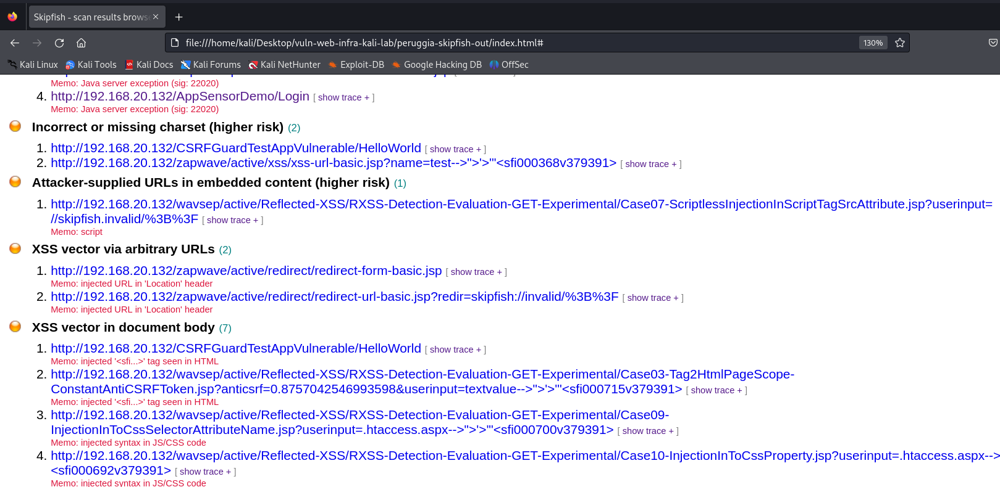 Skipfish - scan results brows
file:///home/kali/Desktop/vuln-web-infra-kali-lab/peruggia-skipfish-out/index.html# 130%
Kali Linux Kali Tools Kali Docs Kali Forums Kali NetHunter Exploit-DB Google Hacking DB OffSec
Memo: Java server exception (sig: 22020)
4. http://192.168.20.132/AppSensorDemo/Login [ show trace + ]
Memo: Java server exception (sig: 22020)
Incorrect or missing charset (higher risk) (2)
1. http://192.168.20.132/CSRFGuardTestAppVulnerable/HelloWorld [ show trace + ]
2. http://192.168.20.132/zapwave/active/xss/xss-url-basic.jsp?name=test-->">'>'"<sfi000368v379391> [ show trace + ]
Attacker-supplied URLs in embedded content (higher risk) (1)
1. http://192.168.20.132/wavsep/active/Reflected-XSS/RXSS-Detection-Evaluation-GET-Experimental/Case07-ScriptlessInjectionInScriptTagSrcAttribute.jsp?userinput=
//skipfish.invalid/%3B%3F [ show trace + ]
Memo: script
XSS vector via arbitrary URLs (2)
1. http://192.168.20.132/zapwave/active/redirect/redirect-form-basic.jsp [ show trace + ]
Memo: injected URL in 'Location' header
2. http://192.168.20.132/zapwave/active/redirect/redirect-url-basic.jsp?redir=skipfish://invalid/%3B%3F [ show trace + ]
Memo: injected URL in 'Location' header
XSS vector in document body (7)
1. http://192.168.20.132/CSRFGuardTestAppVulnerable/HelloWorld [ show trace + ]
Memo: injected '<sfi...>' tag seen in HTML
2. http://192.168.20.132/wavsep/active/Reflected-XSS/RXSS-Detection-Evaluation-GET-Experimental/Case03-Tag2HtmlPageScope-
ConstantAntiCSRFToken.jsp?anticsrf=0.8757042546993598&userinput=textvalue-->">'>'"<sfi000715v379391> [ show trace + ]
Memo: injected '<sfi...>' tag seen in HTML
3. http://192.168.20.132/wavsep/active/Reflected-XSS/RXSS-Detection-Evaluation-GET-Experimental/Case09-
InjectionInToCssSelectorAttributeName.jsp?userinput=.htaccess.aspx-->">'>'"<sfi000700v379391> [ show trace + ]
Memo: injected syntax in JS/CSS code
4. http://192.168.20.132/wavsep/active/Reflected-XSS/RXSS-Detection-Evaluation-GET-Experimental/Case10-InjectionInToCssProperty.jsp?userinput=.htaccess.aspx-->
<sfi000692v379391> [ show trace + ]
Memo: injected syntax in JS/CSS code